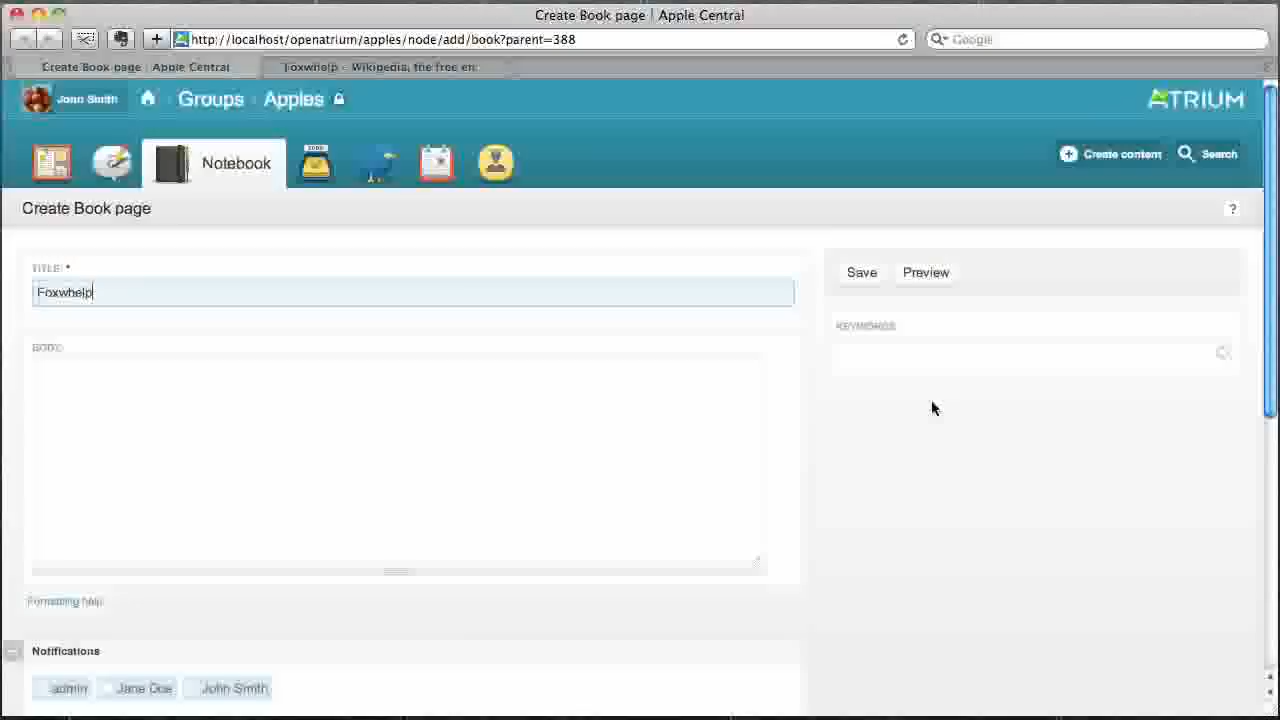 Create Book page | Apple Central
http://localhost/openatrium/apples/node/add/book?parent=388
Google
Create Book page | Apple Central
Foxwhelp - Wikipedia, the free en
John Smith
Groups
Apples
ATRIUM
Notebook
Create content
Search
Create Book page
?
TITLE: *
Foxwhelp
Save
Preview
KEYWORDS
BODY:
Formatting help
Notifications
admin
Jane Doe
John Smith